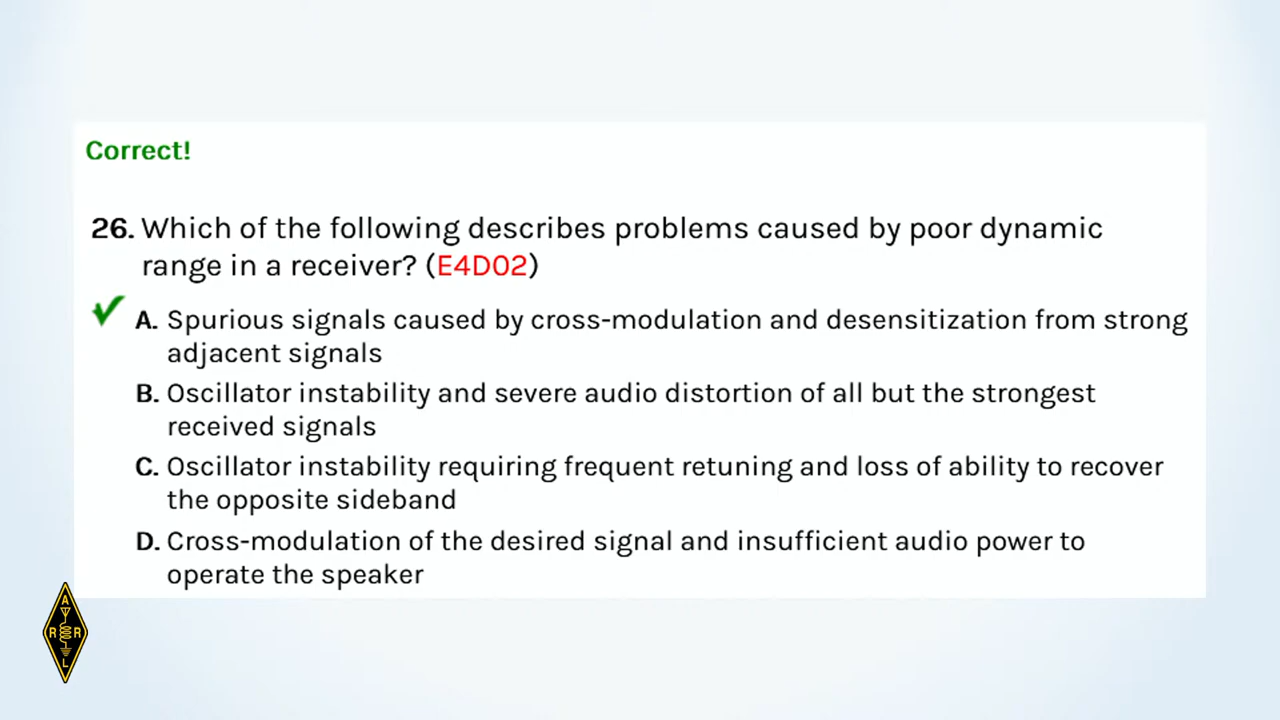 Correct!
26. Which of the following describes problems caused by poor dynamic
range in a receiver? (E4D02)
A. Spurious signals caused by cross-modulation and desensitization from strong
adjacent signals
B. Oscillator instability and severe audio distortion of all but the strongest
received signals
C. Oscillator instability requiring frequent retuning and loss of ability to recover
the opposite sideband
D. Cross-modulation of the desired signal and insufficient audio power to
operate the speaker
A
R R
L